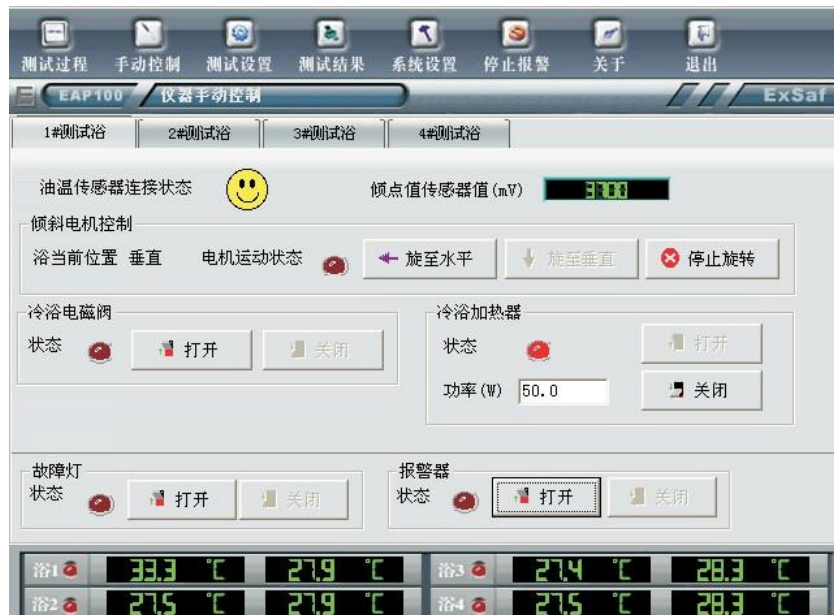 测试过程 手动控制 测试设置 测试结果 系统设置 停止报警 关于 退出
EAP100 仪器手动控制 ExSaf
1#测试浴 2#测试浴 3#测试浴 4#测试浴
油温传感器连接状态 倾点值传感器值(mV) 3700
倾斜电机控制
浴当前位置 垂直 电机运动状态 旋至水平 旋至垂直 停止旋转
冷浴电磁阀 冷浴加热器
状态 打开 关闭 状态 打开
功率(W) 50.0 关闭
故障灯 报警器
状态 打开 关闭 状态 打开 关闭
浴1 33.3 ℃ 27.9 ℃ 浴3 27.4 ℃ 28.3 ℃
浴2 27.5 ℃ 27.9 ℃ 浴4 27.5 ℃ 28.3 ℃